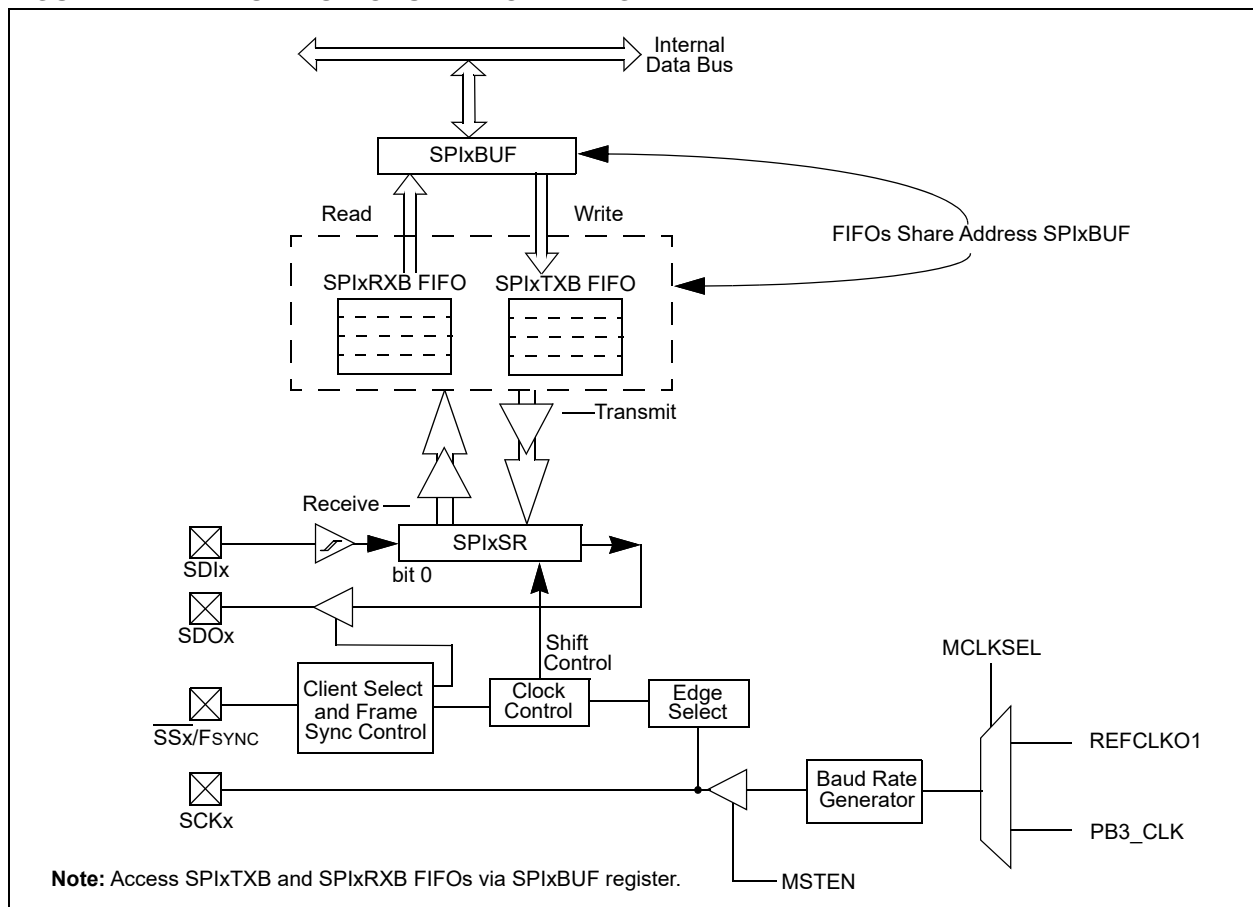 Internal
Data Bus
SPIxBUF
Read
Write
FIFOs Share Address SPIxBUF
SPIxRXB FIFO
SPIxTXB FIFO
Transmit
Receive
SPIxSR
SDIx
bit 0
SDOx
Shift
Control
MCLKSEL
Client Select
and Frame
Sync Control
Clock
Control
Edge
Select
SSx/FSYNC
REFCLKO1
Baud Rate
Generator
SCKx
PB3_CLK
MSTEN
Note: Access SPIxTXB and SPIxRXB FIFOs via SPIxBUF register.